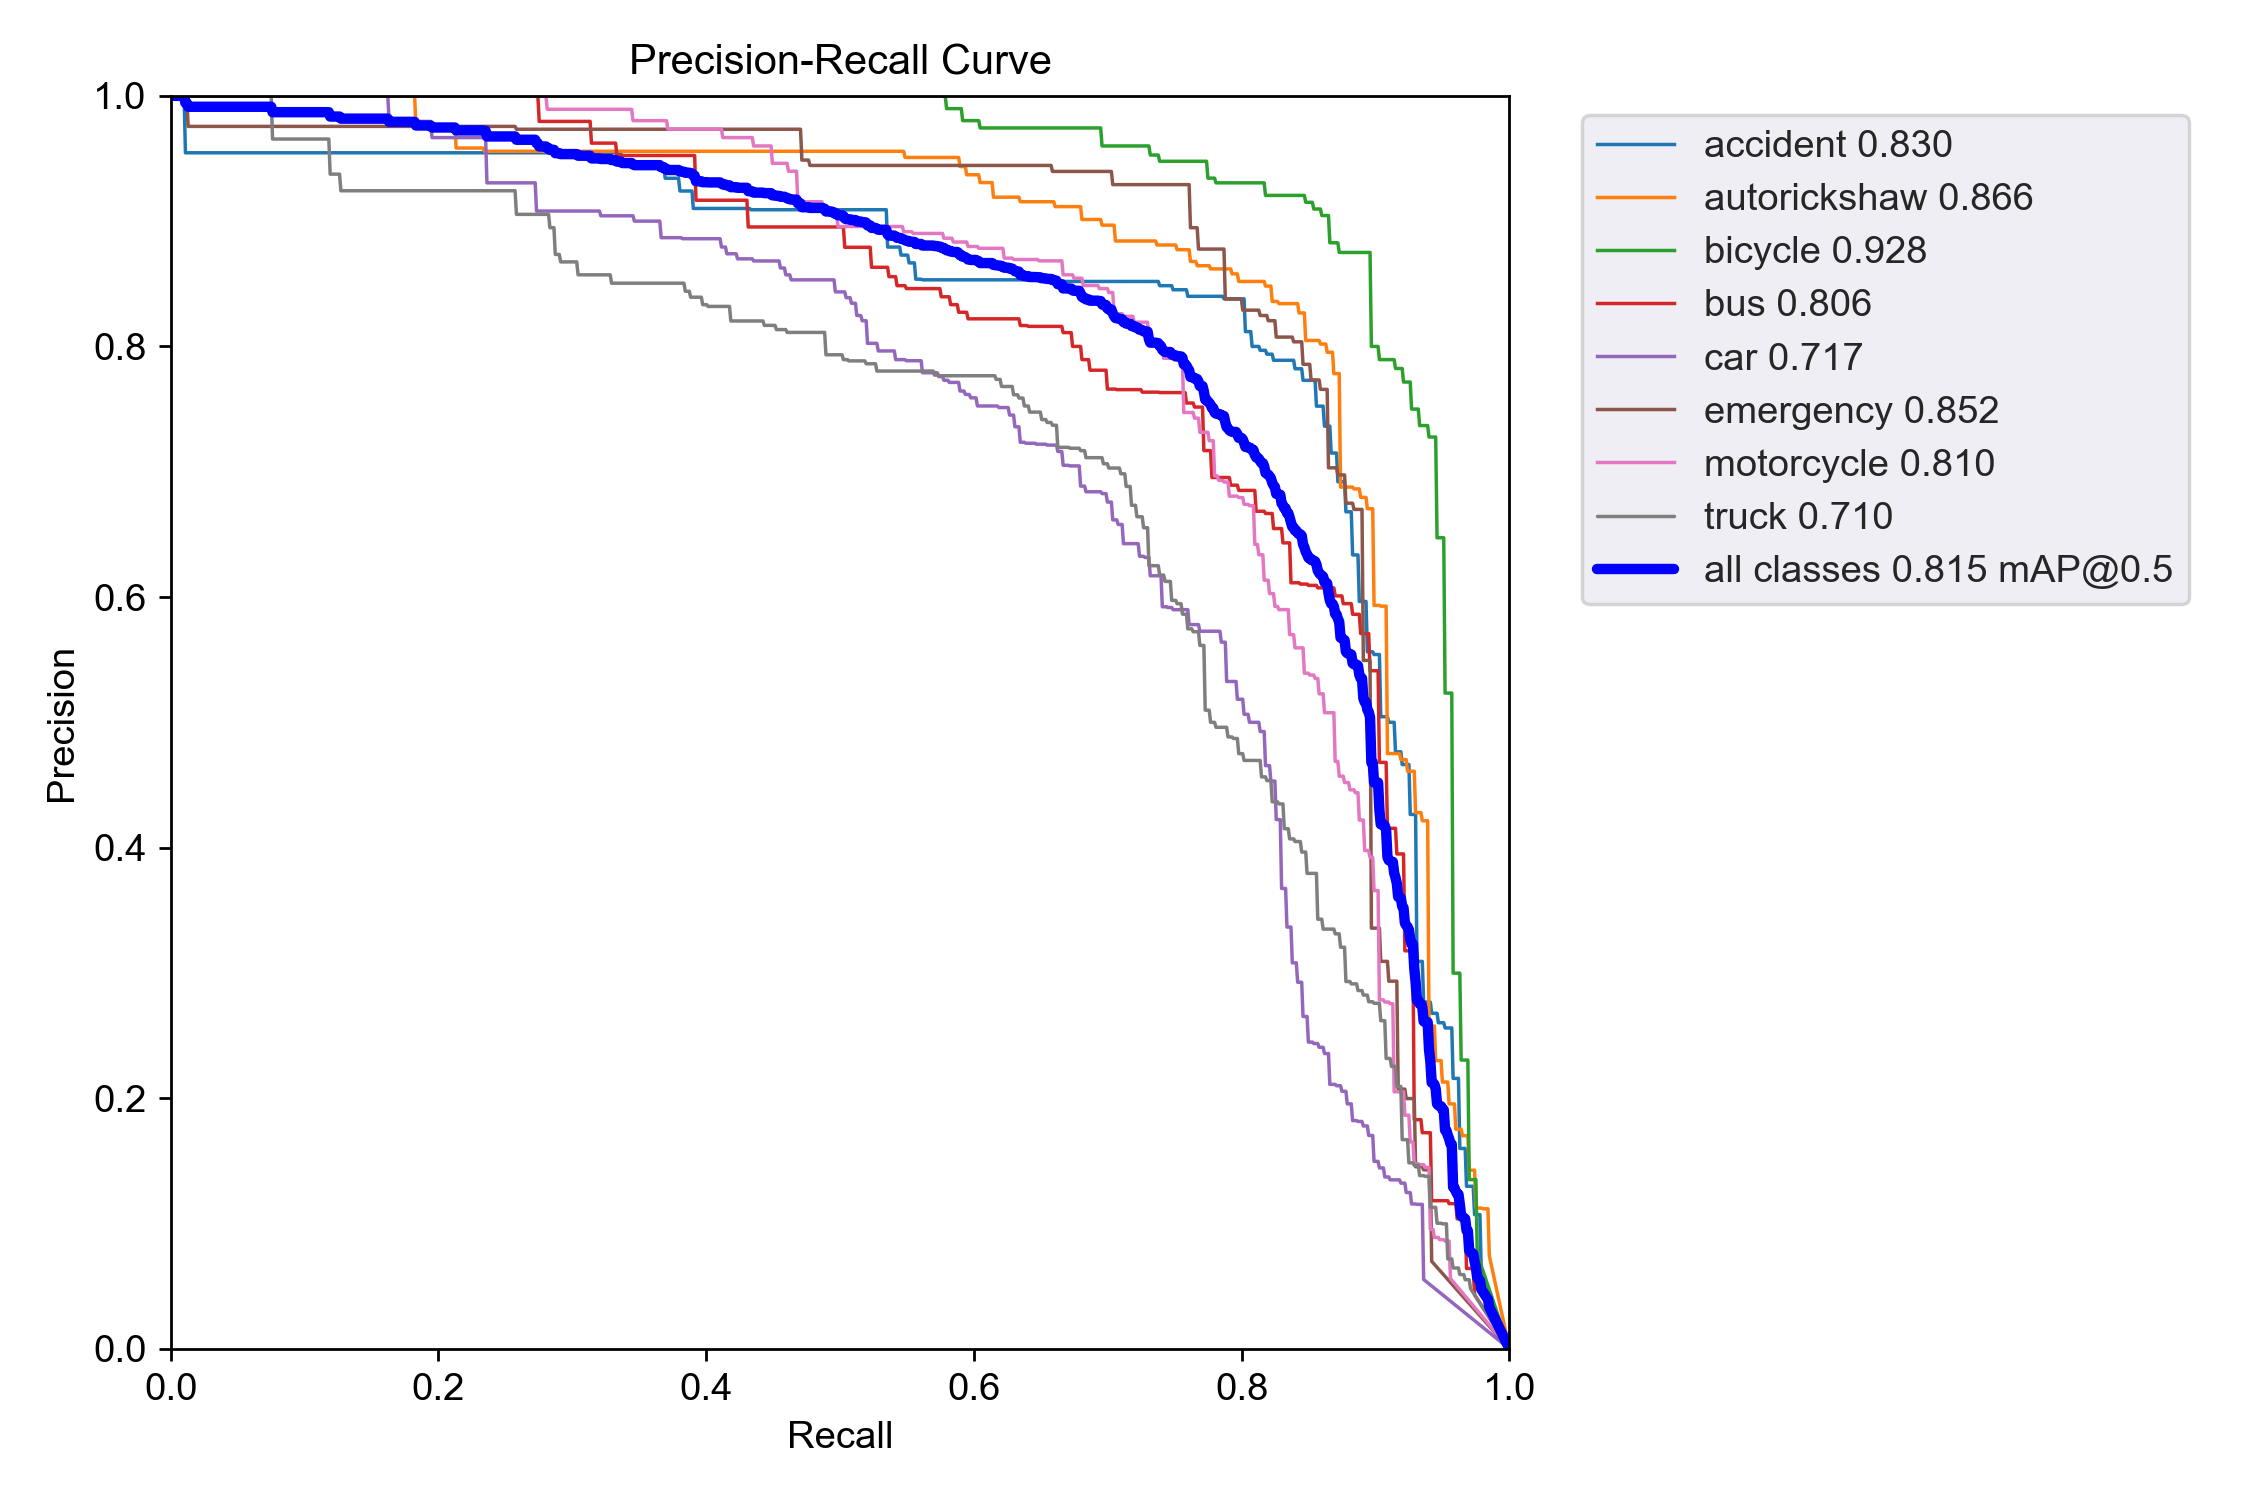 Precision-Recall Curve
1.0
0.8
0.6
0.4
0.2
0.0
Precision
0.0 0.2 0.4 0.6 0.8 1.0
Recall
accident 0.830
autorickshaw 0.866
bicycle 0.928
bus 0.806
car 0.717
emergency 0.852
motorcycle 0.810
truck 0.710
all classes 0.815 mAP@0.5